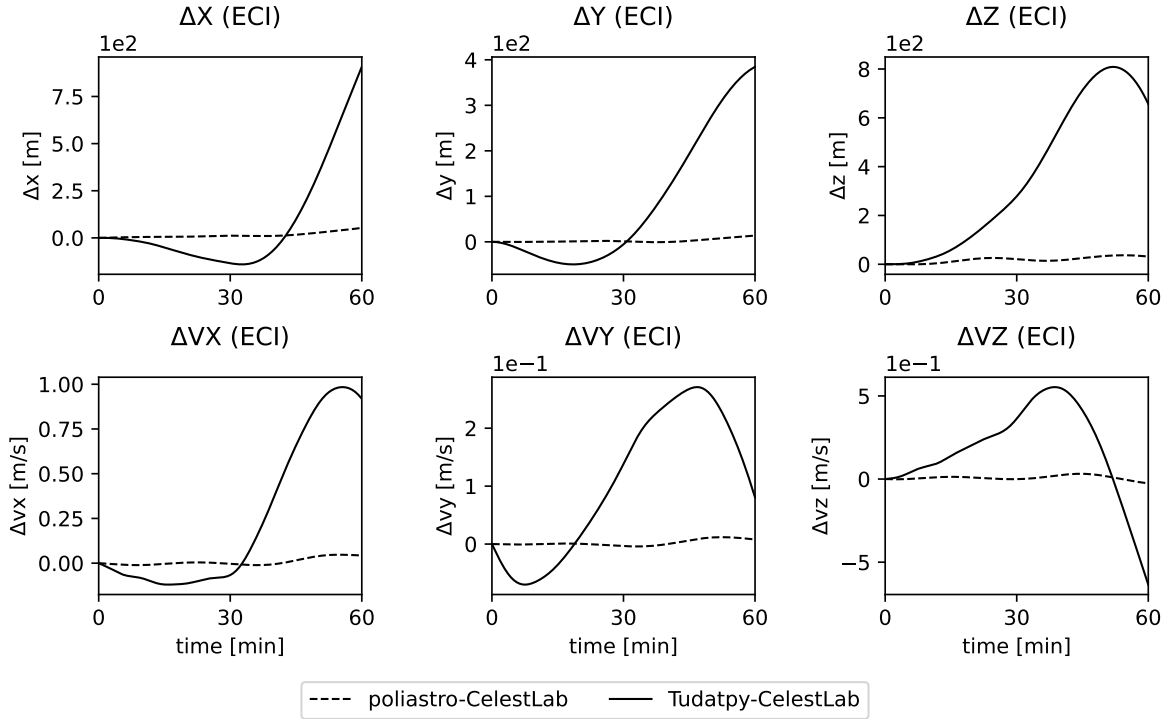 ΔX (ECI)
1e2
7.5
5.0
2.5
0.0
Δx [m]
0
30
60
ΔY (ECI)
1e2
4
2
0
Δy [m]
0
30
60
ΔZ (ECI)
1e2
8
6
4
2
0
Δz [m]
0
30
60
ΔVX (ECI)
1.00
0.75
0.50
0.25
0.00
Δvx [m/s]
0
30
60
time [min]
ΔVY (ECI)
1e−1
2
1
0
Δvy [m/s]
0
30
60
time [min]
ΔVZ (ECI)
1e−1
5
0
−5
Δvz [m/s]
0
30
60
time [min]
poliastro-CelestLab
Tudatpy-CelestLab